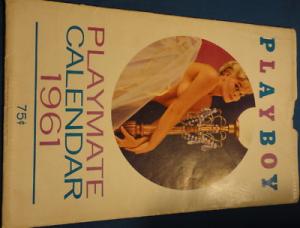 PLAYBOY
PLAYMATE
CALENDAR
1961
75¢